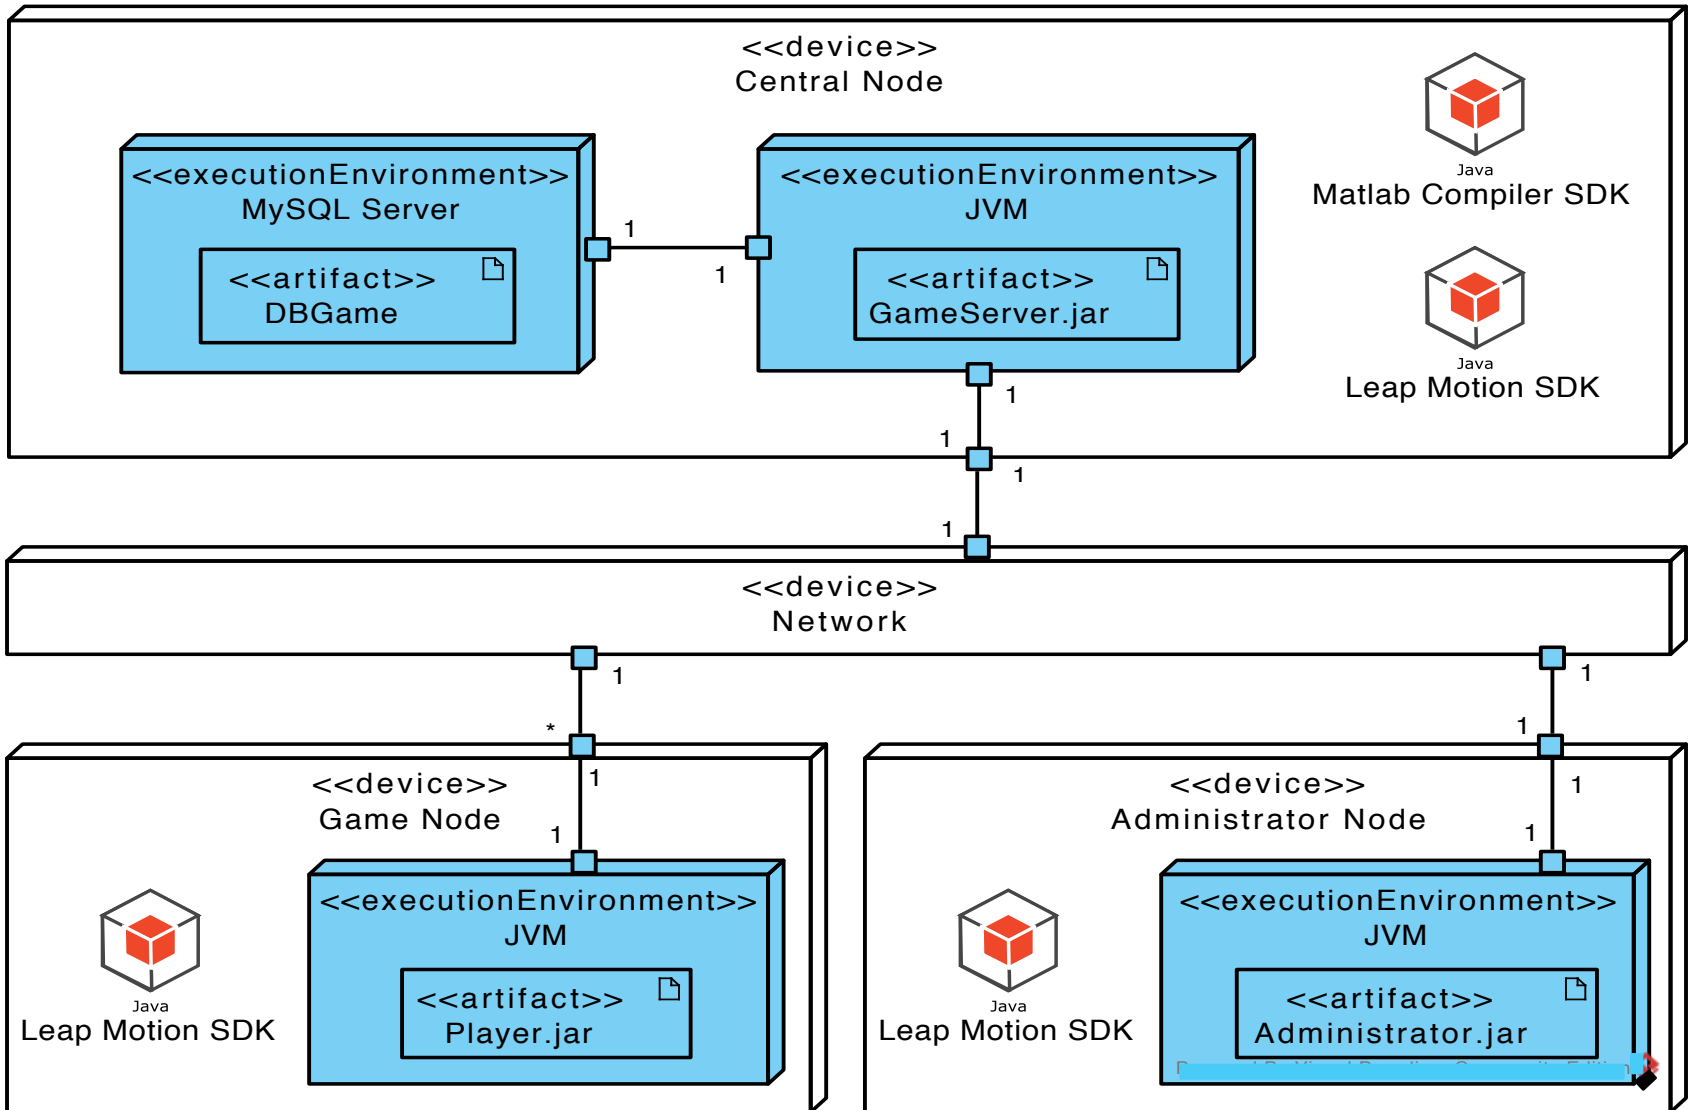 <<device>>
Central Node
<<executionEnvironment>>
MySQL Server
<<artifact>>
DBGame
1
1
<<executionEnvironment>>
JVM
<<artifact>>
GameServer.jar
Java
Matlab Compiler SDK
Java
Leap Motion SDK
1
1
1
1
<<device>>
Network
1
*
1
1
<<device>>
Game Node
1
1
<<device>>
Administrator Node
1
1
Java
Leap Motion SDK
<<executionEnvironment>>
JVM
<<artifact>>
Player.jar
Java
Leap Motion SDK
<<executionEnvironment>>
JVM
<<artifact>>
Administrator.jar